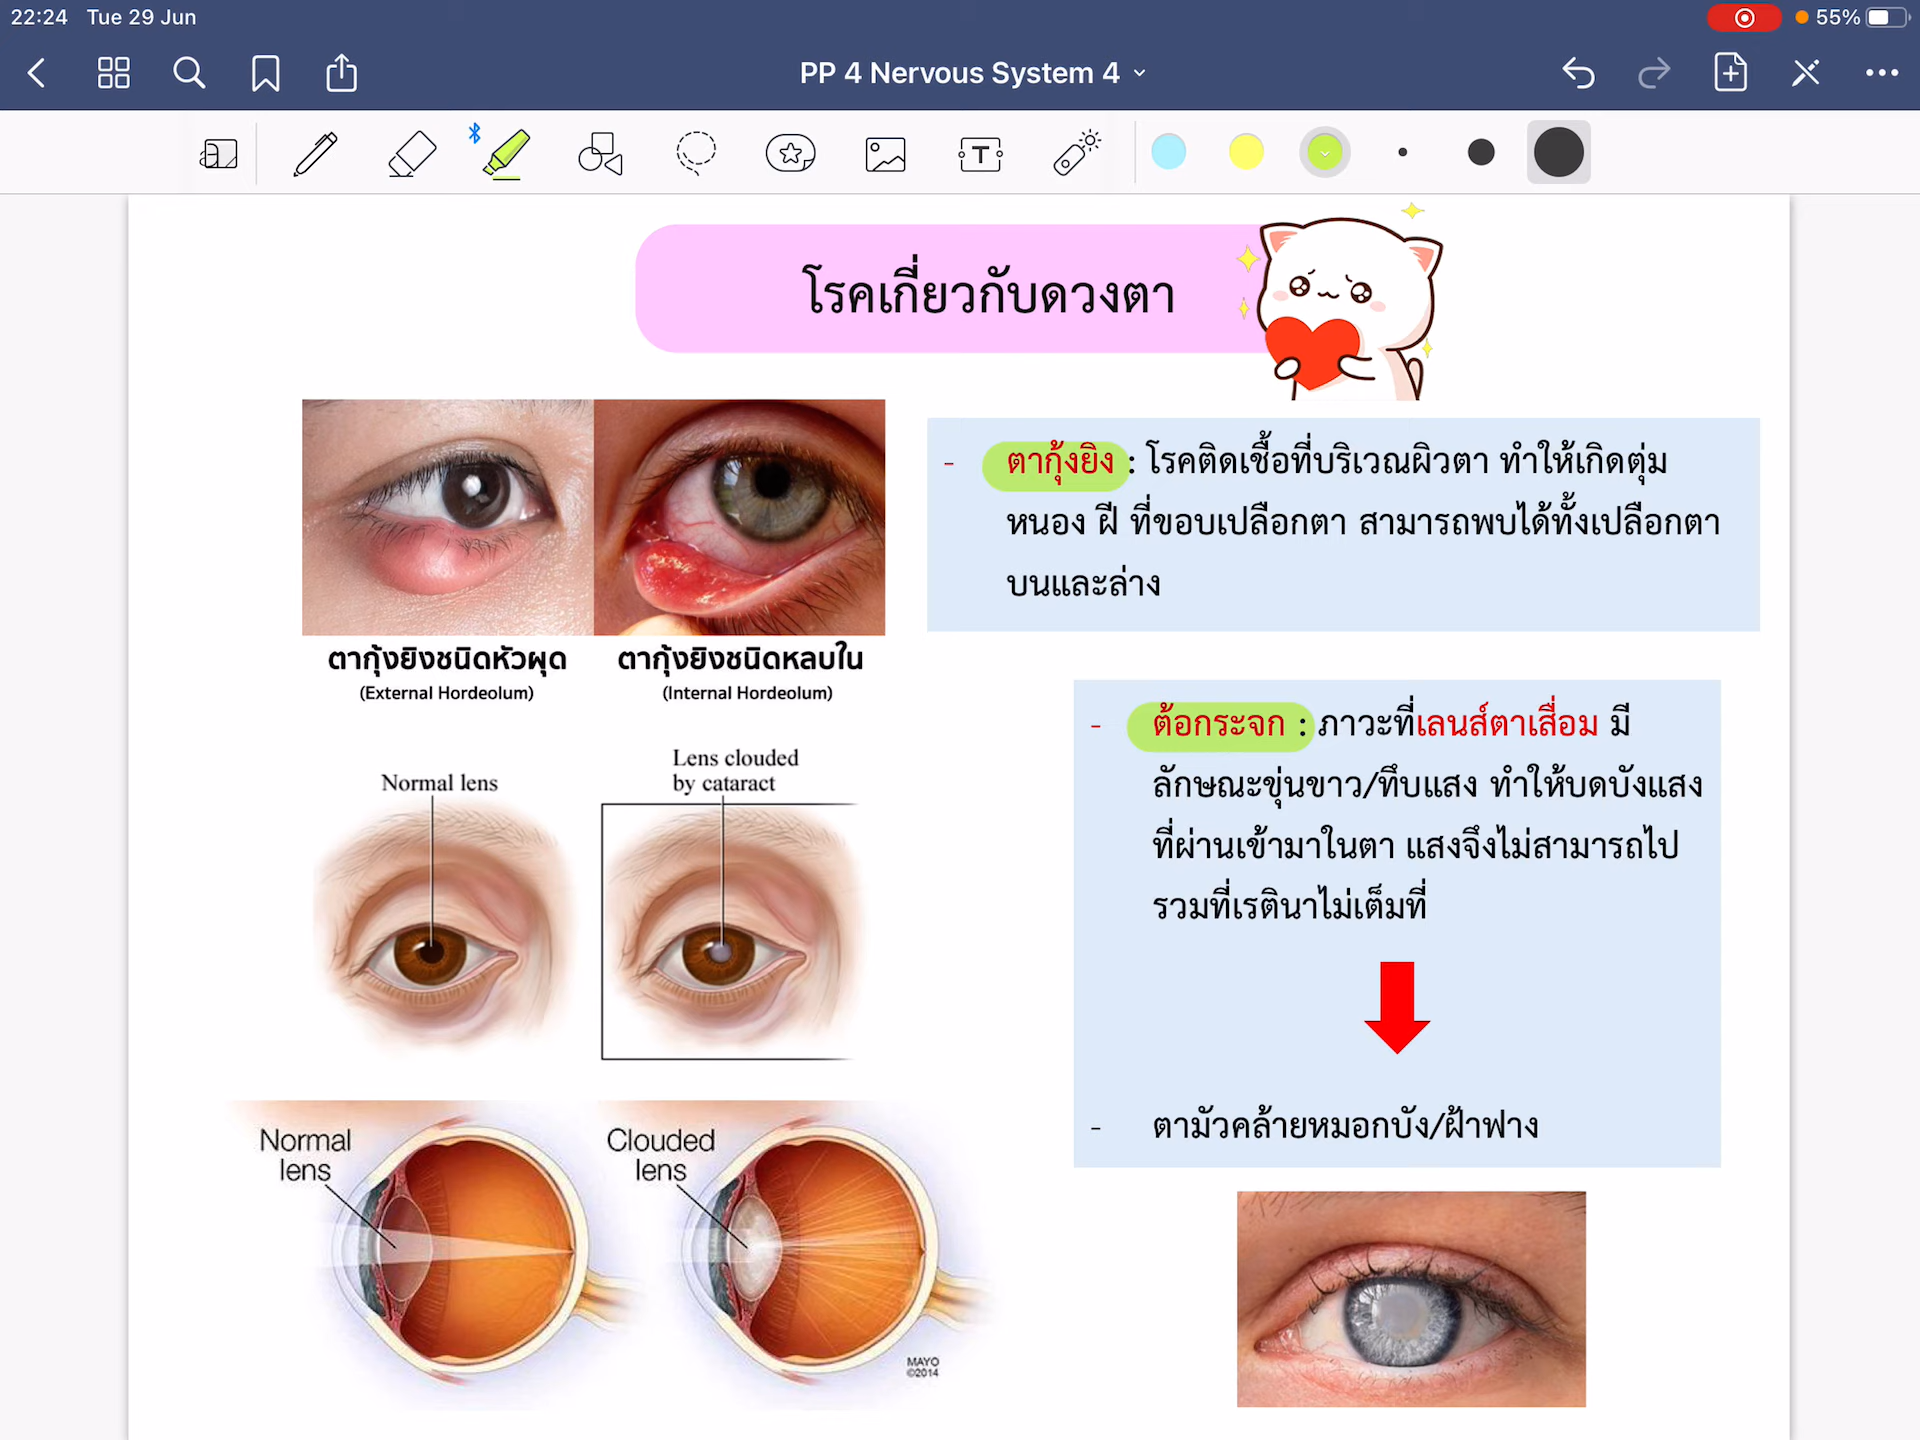 22:24 Tue 29 Jun
55%
PP 4 Nervous System 4
โรคเกี่ยวกับดวงตา
- ตากุ้งยิง : โรคติดเชื้อที่บริเวณผิวตา ทำให้เกิดตุ่ม
หนอง ฝี ที่ขอบเปลือกตา สามารถพบได้ทั้งเปลือกตา
บนและล่าง
ตากุ้งยิงชนิดหัวผุด
(External Hordeolum)
ตากุ้งยิงชนิดหลบใน
(Internal Hordeolum)
- ต้อกระจก : ภาวะที่เลนส์ตาเสื่อม มี
ลักษณะขุ่นขาว/ทึบแสง ทำให้บดบังแสง
ที่ผ่านเข้ามาในตา แสงจึงไม่สามารถไป
รวมที่เรตินาไม่เต็มที่
- ตามัวคล้ายหมอกบัง/ฝ้าฟาง
Normal lens
Lens clouded
by cataract
Normal
lens
Clouded
lens
MAYO
©2014